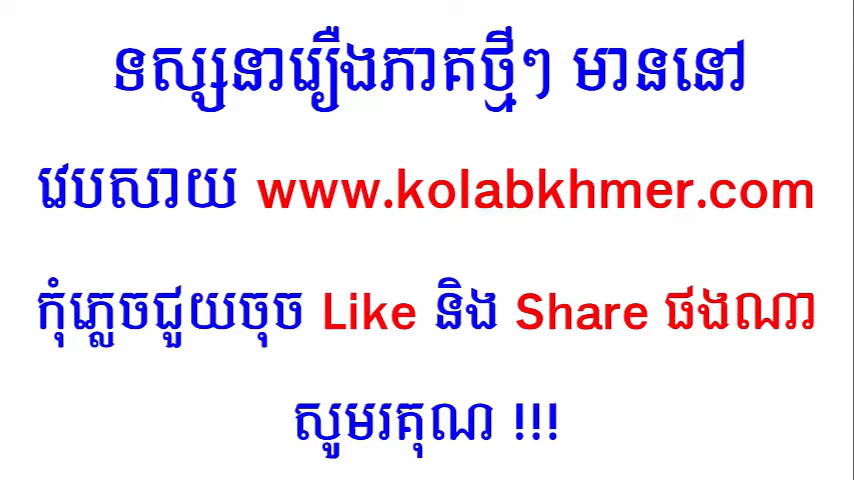 ទស្សនារឿងភាគថ្មីៗ មាននៅ
វេបសាយ www.kolabkhmer.com
កុំភ្លេចជួយចុច Like និង Share ផងណា
សូមរគុណ !!!